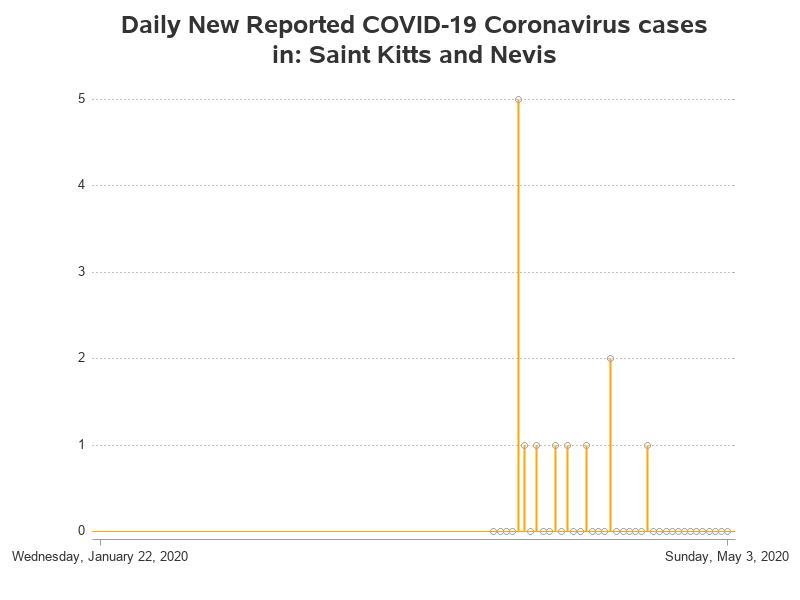 Daily New Reported COVID-19 Coronavirus cases
in: Saint Kitts and Nevis
5
4
3
2
1
0
Wednesday, January 22, 2020
Sunday, May 3, 2020